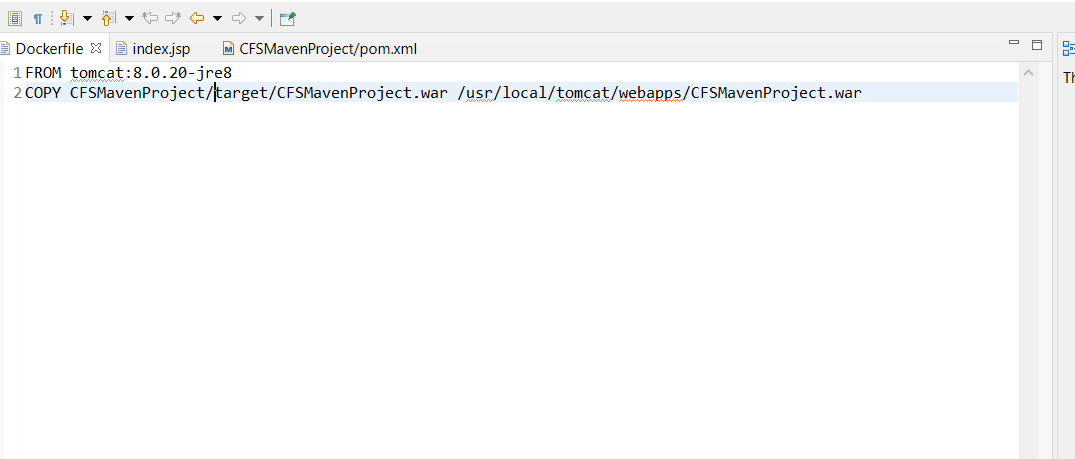 Dockerfile index.jsp CFSMavenProject/pom.xml
1 FROM tomcat:8.0.20-jre8
2 COPY CFSMavenProject/target/CFSMavenProject.war /usr/local/tomcat/webapps/CFSMavenProject.war
Th